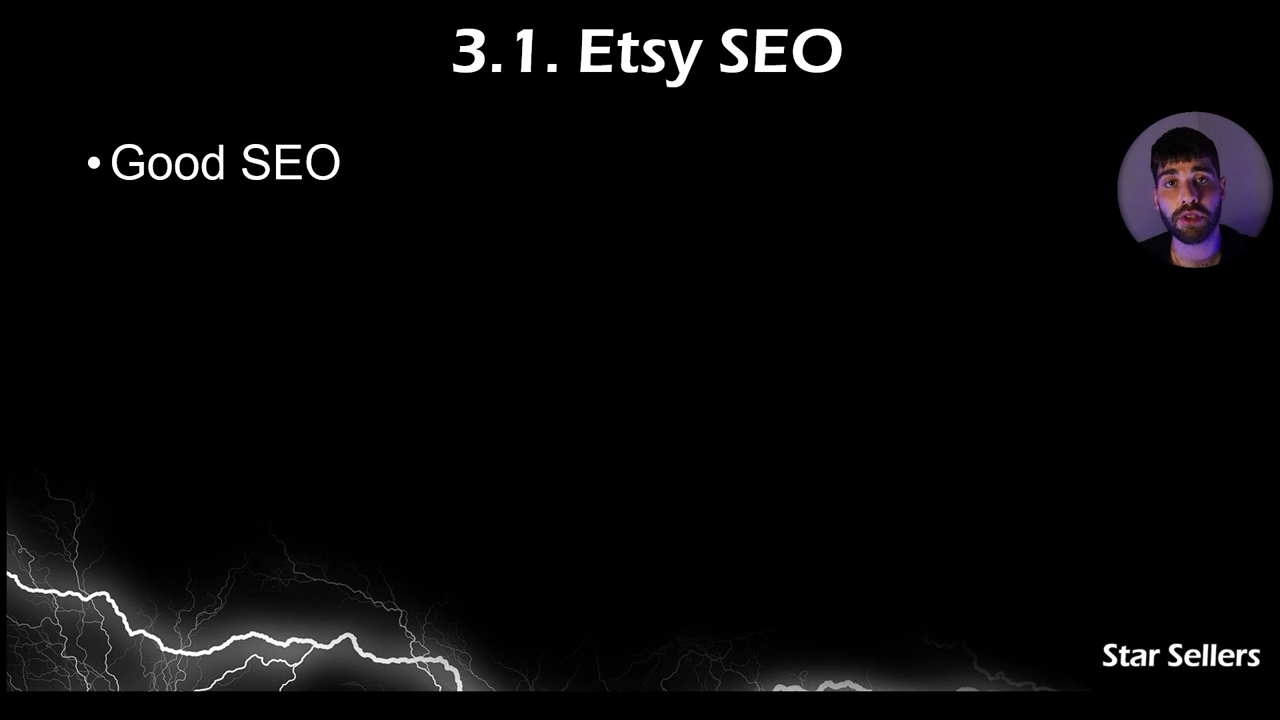 3.1. Etsy SEO
• Good SEO
Star Sellers